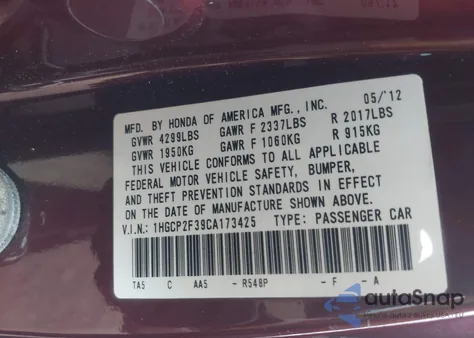 MFD. BY HONDA OF AMERICA MFG., INC. 05/'12
GVWR 4299LBS GAWR F 2337LBS R 2017LBS
GVWR 1950KG GAWR F 1060KG R 915KG
THIS VEHICLE CONFORMS TO ALL APPLICABLE
FEDERAL MOTOR VEHICLE SAFETY, BUMPER,
AND THEFT PREVENTION STANDARDS IN EFFECT
ON DATE OF MANUFACTURE SHOWN ABOVE.
V.I.N.: 1HGCP2F39CA173425 TYPE: PASSENGER CAR
TA5 C AA5 - R548P - F - A
autoSnap